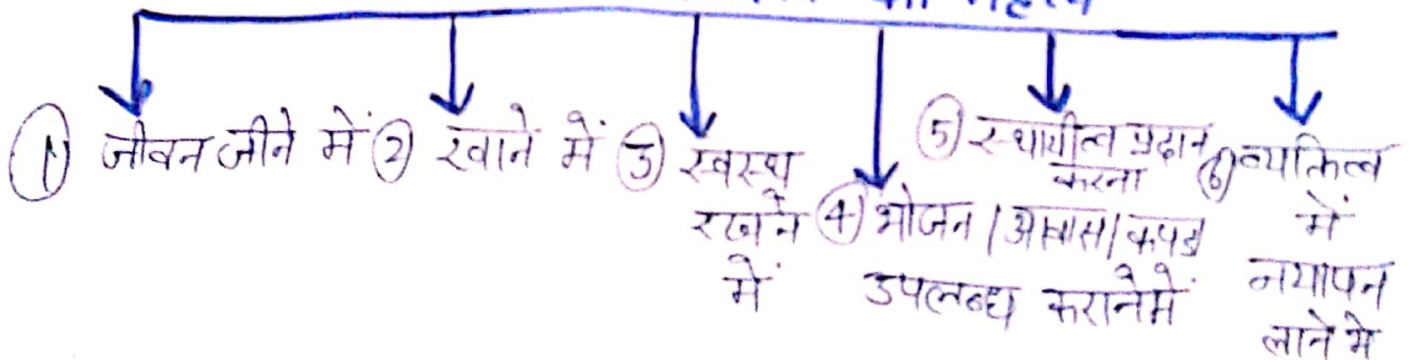 का महत्व
① जीवन जीने में
② खाने में
③ स्वस्थ
रखने
में
④ भोजन / आवास / कपड़ा
उपलब्ध कराने में
⑤ स्थायीत्व प्रदान
करना
⑥ व्यक्तित्व
में
नयापन
लाने मे